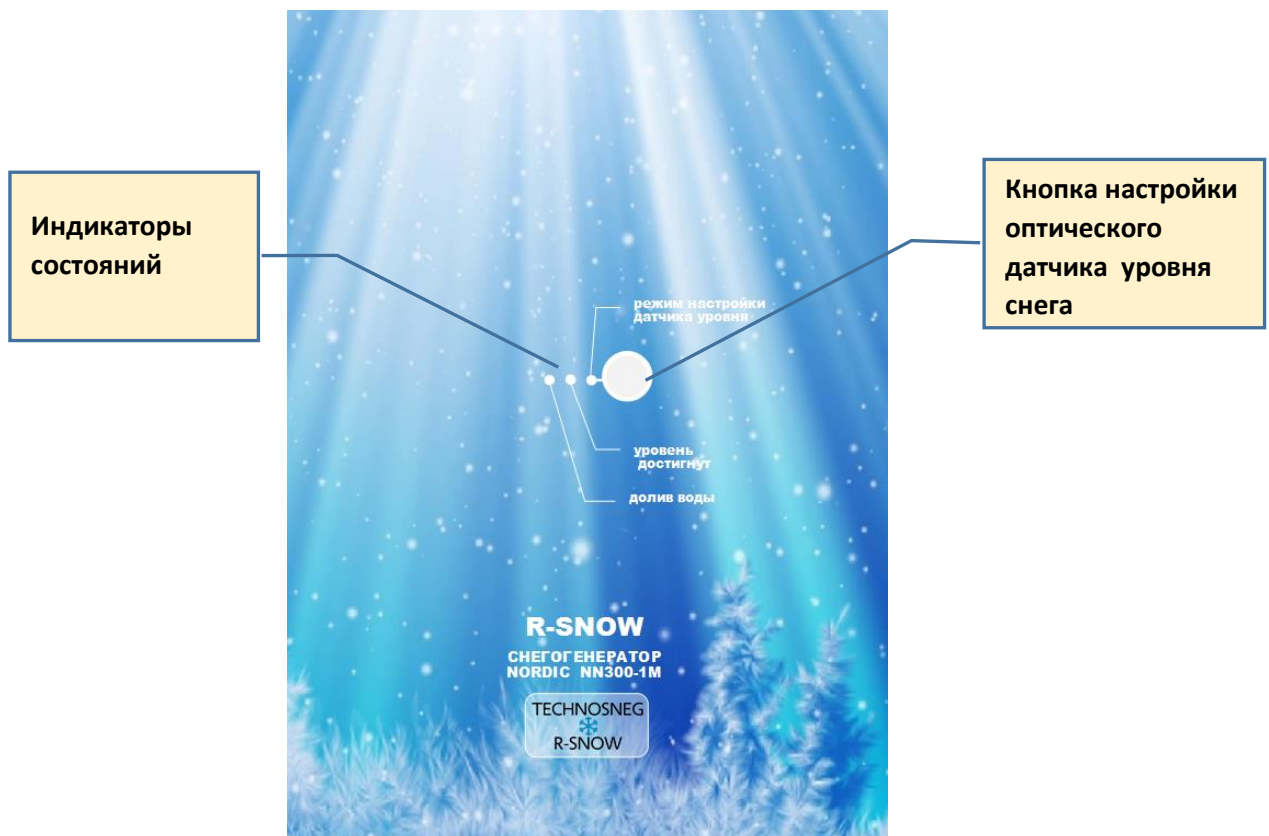 Индикаторы
состояний
Кнопка настройки
оптического
датчика уровня
снега
режим настройки
датчика уровня
уровень
достигнут
долив воды
R-SNOW
СНЕГОГЕНЕРАТОР
NORDIC NN300-1M
TECHNOSNEG
R-SNOW